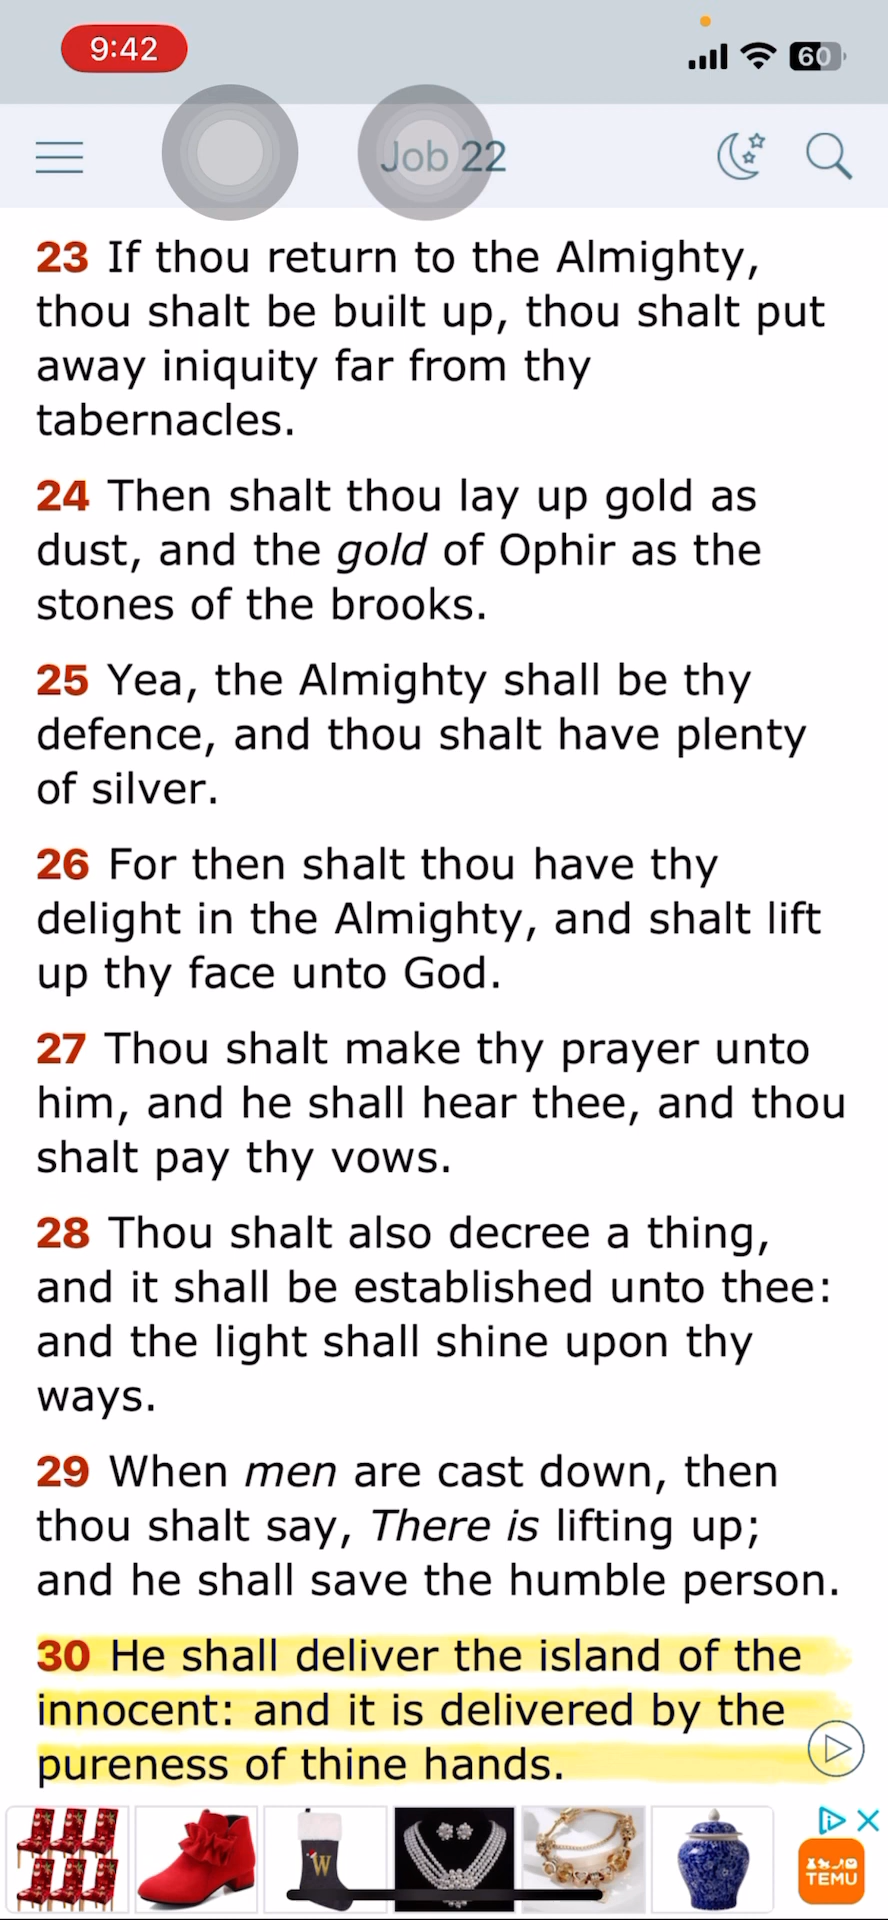 9:42
60
Job 22
23 If thou return to the Almighty,
thou shalt be built up, thou shalt put
away iniquity far from thy
tabernacles.
24 Then shalt thou lay up gold as
dust, and the gold of Ophir as the
stones of the brooks.
25 Yea, the Almighty shall be thy
defence, and thou shalt have plenty
of silver.
26 For then shalt thou have thy
delight in the Almighty, and shalt lift
up thy face unto God.
27 Thou shalt make thy prayer unto
him, and he shall hear thee, and thou
shalt pay thy vows.
28 Thou shalt also decree a thing,
and it shall be established unto thee:
and the light shall shine upon thy
ways.
29 When men are cast down, then
thou shalt say, There is lifting up;
and he shall save the humble person.
30 He shall deliver the island of the
innocent: and it is delivered by the
pureness of thine hands.
W
TEMU